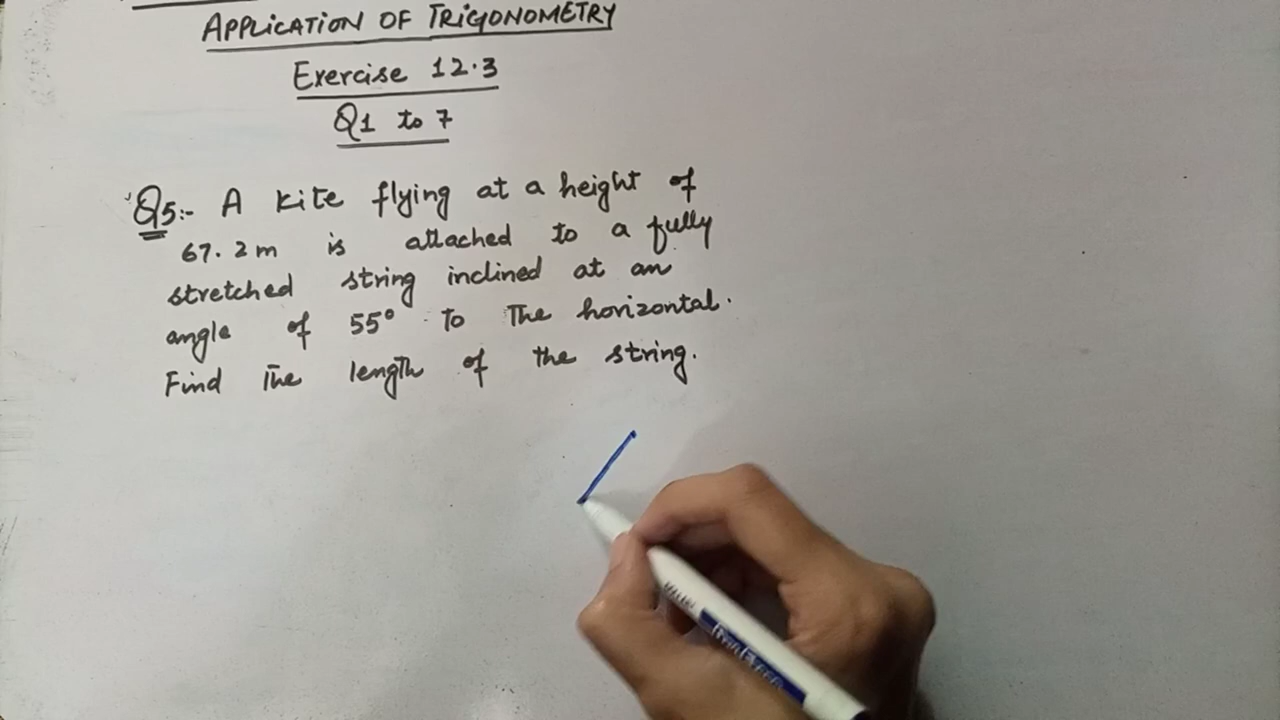 APPLICATION OF TRIGONOMETRY
Exercise 12.3
Q1 to 7
Q5:- A kite flying at a height of
67.2m is attached to a fully
stretched string inclined at an
angle of 55° to The horizontal.
Find The length of the string.